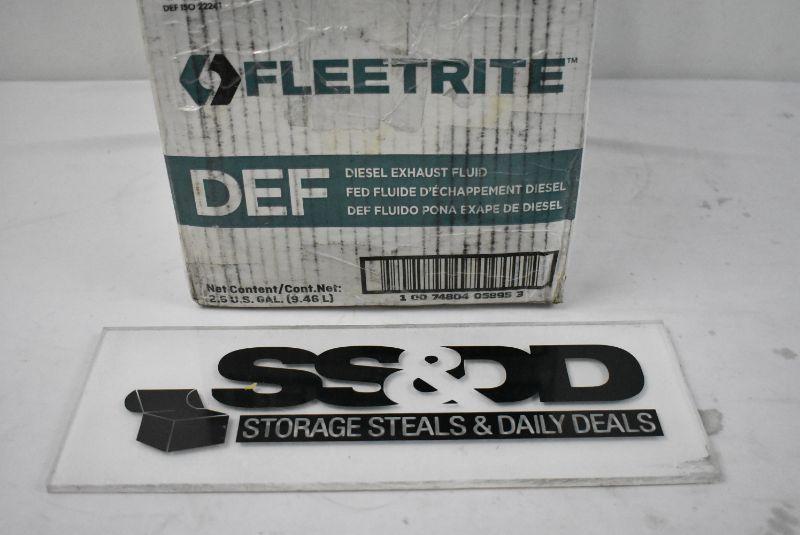 DEF ISO 22241
FLEETRITE™
DEF
DIESEL EXHAUST FLUID
FED FLUIDE D'ÉCHAPPEMENT DIESEL
DEF FLUIDO PONA EXAPE DE DIESEL
Net Content/Cont.Net:
2.5 U.S. GAL. (9.46 L)
1 00 74804 05895 3
SS&DD
STORAGE STEALS & DAILY DEALS